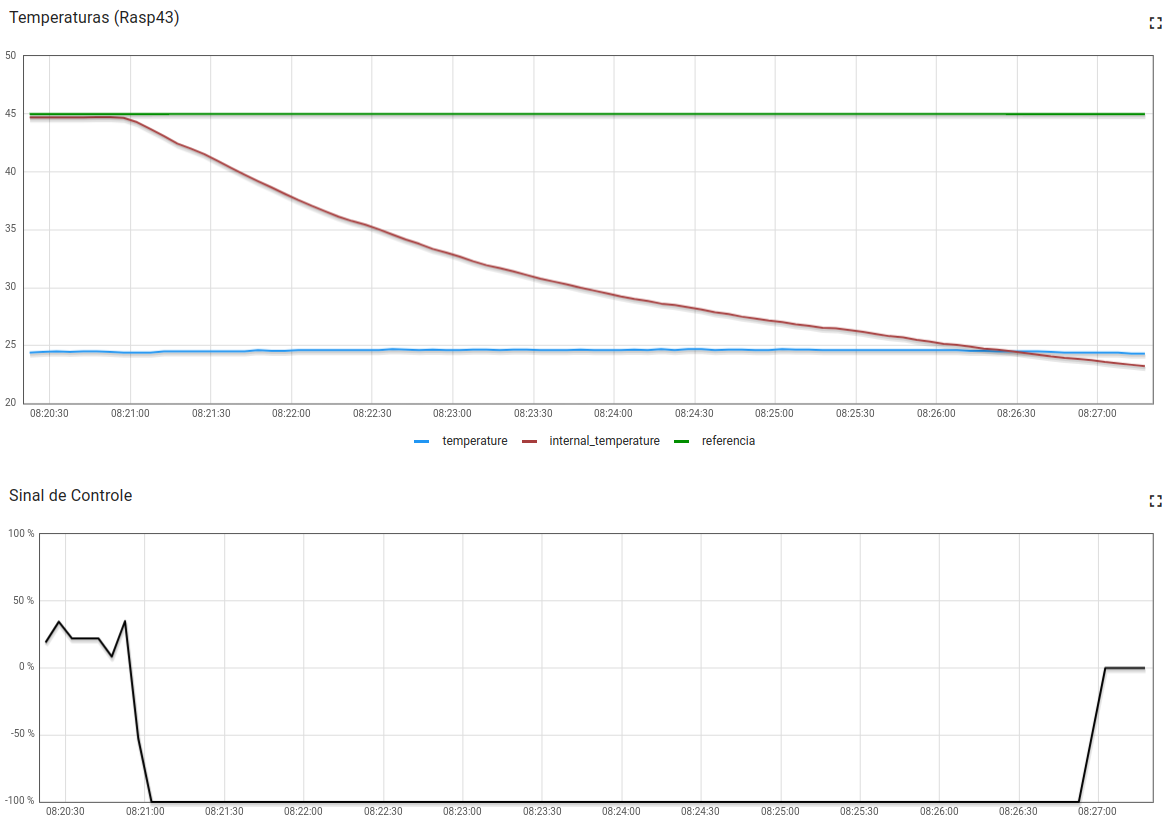 Temperaturas (Rasp43)
50
45
40
35
30
25
20
08:20:30 08:21:00 08:21:30 08:22:00 08:22:30 08:23:00 08:23:30 08:24:00 08:24:30 08:25:00 08:25:30 08:26:00 08:26:30 08:27:00
temperature internal_temperature referencia
Sinal de Controle
100 %
50 %
0 %
-50 %
-100 %
08:20:30 08:21:00 08:21:30 08:22:00 08:22:30 08:23:00 08:23:30 08:24:00 08:24:30 08:25:00 08:25:30 08:26:00 08:26:30 08:27:00